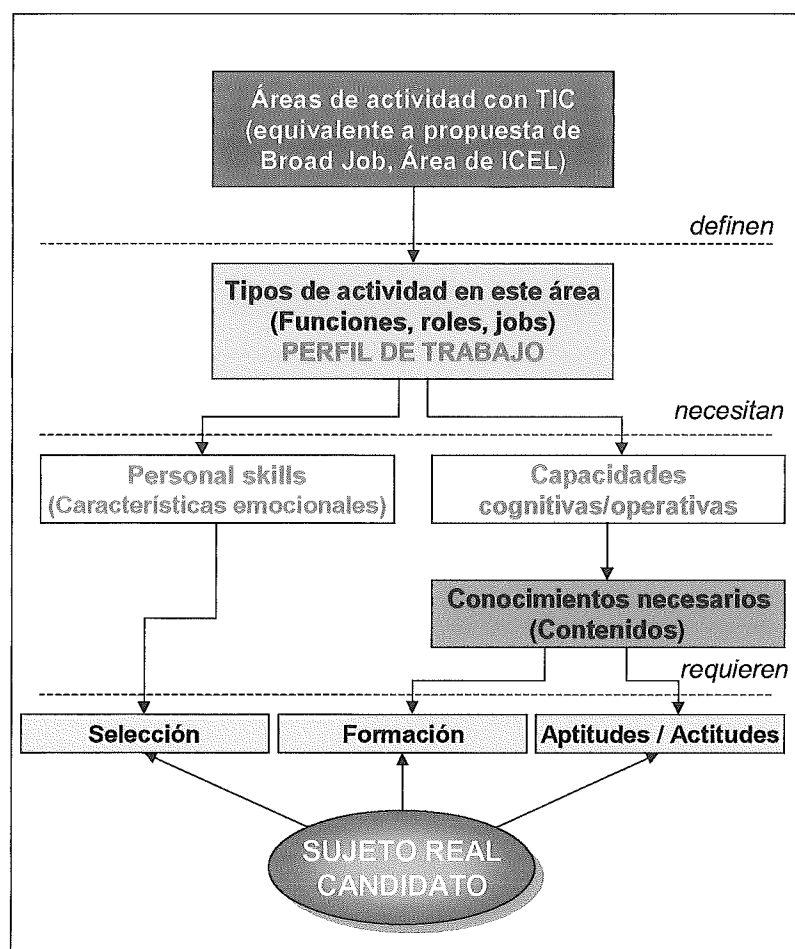 Áreas de actividad con TIC
(equivalente a propuesta de
Broad Job, Área de ICEL)
definen
Tipos de actividad en este área
(Funciones, roles, jobs)
PERFIL DE TRABAJO
necesitan
Personal skills
(Características emocionales)
Capacidades
cognitivas/operativas
Conocimientos necesarios
(Contenidos)
requieren
Selección
Formación
Aptitudes / Actitudes
SUJETO REAL
CANDIDATO